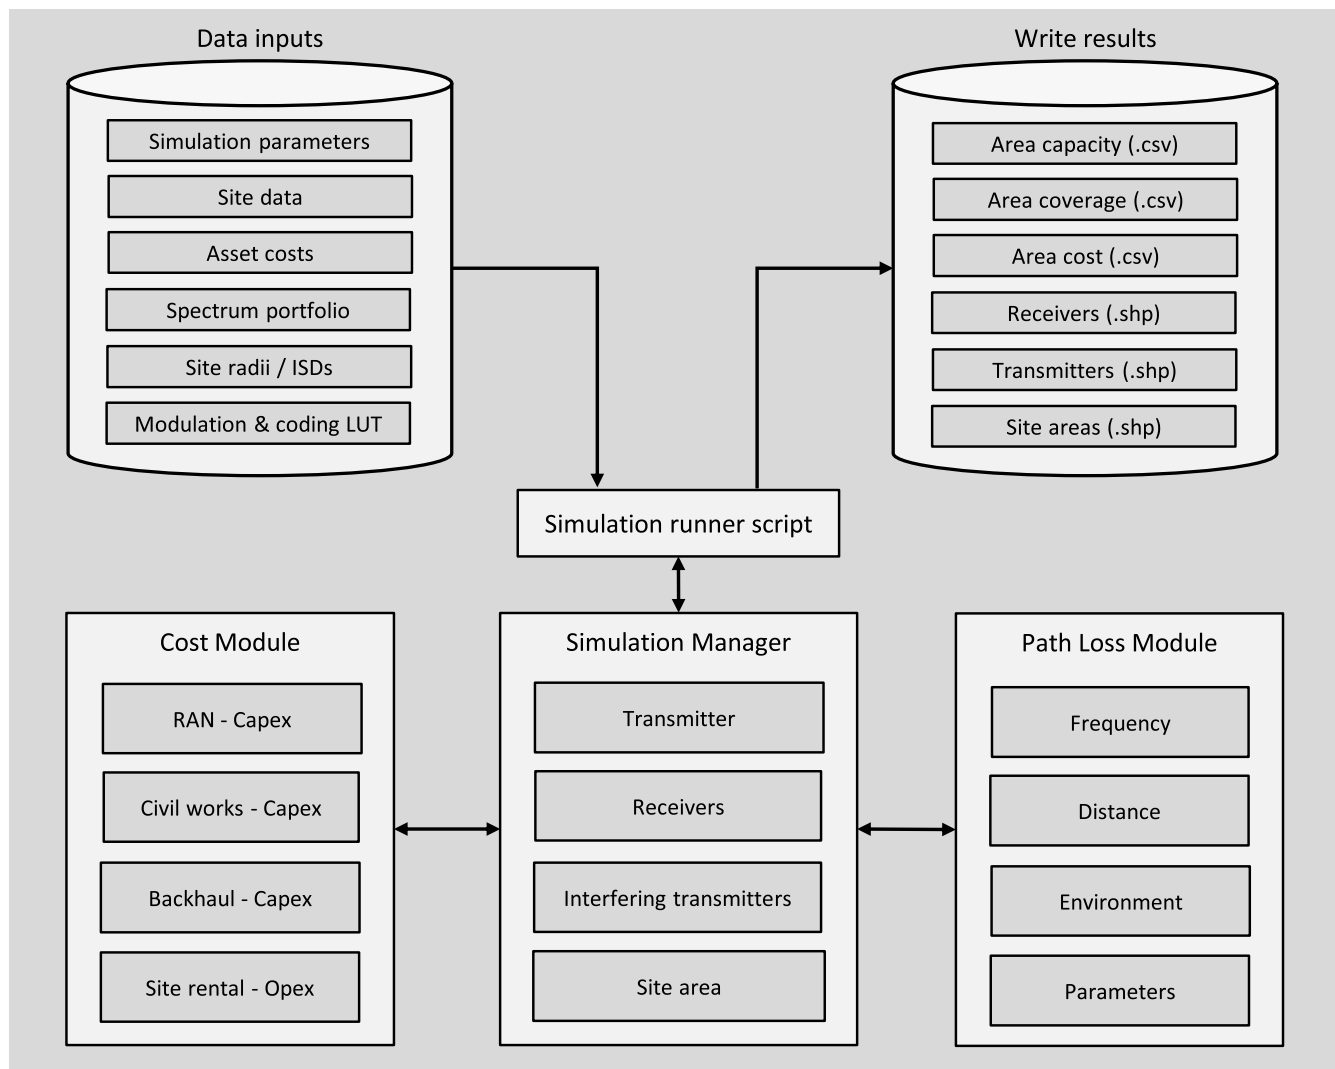 Data inputs
Simulation parameters
Site data
Asset costs
Spectrum portfolio
Site radii / ISDs
Modulation & coding LUT
Write results
Area capacity (.csv)
Area coverage (.csv)
Area cost (.csv)
Receivers (.shp)
Transmitters (.shp)
Site areas (.shp)
Simulation runner script
Cost Module
RAN - Capex
Civil works - Capex
Backhaul - Capex
Site rental - Opex
Simulation Manager
Transmitter
Receivers
Interfering transmitters
Site area
Path Loss Module
Frequency
Distance
Environment
Parameters